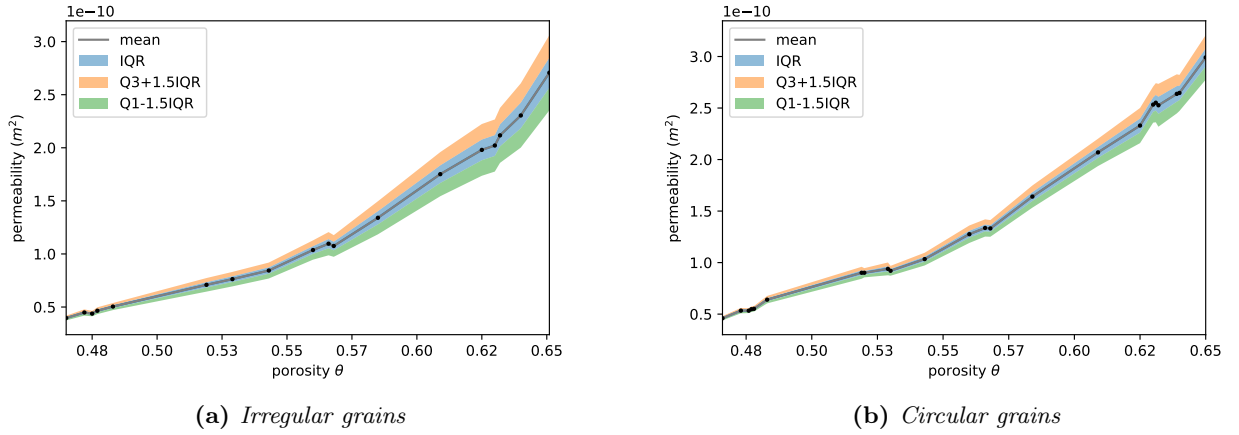 1e−10
mean
IQR
Q3+1.5IQR
Q1-1.5IQR
permeability (m²)
3.0
2.5
2.0
1.5
1.0
0.5
0.48 0.50 0.53 0.55 0.57 0.60 0.62 0.65
porosity θ
(a) Irregular grains
1e−10
mean
IQR
Q3+1.5IQR
Q1-1.5IQR
permeability (m²)
3.0
2.5
2.0
1.5
1.0
0.5
0.48 0.50 0.53 0.55 0.57 0.60 0.62 0.65
porosity θ
(b) Circular grains